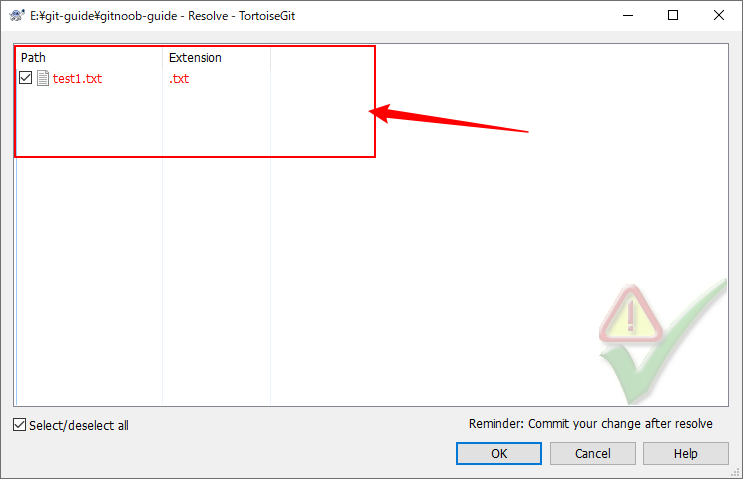 E:¥git-guide¥gitnoob-guide - Resolve - TortoiseGit
Path Extension
test1.txt .txt
Select/deselect all
Reminder: Commit your change after resolve
OK Cancel Help